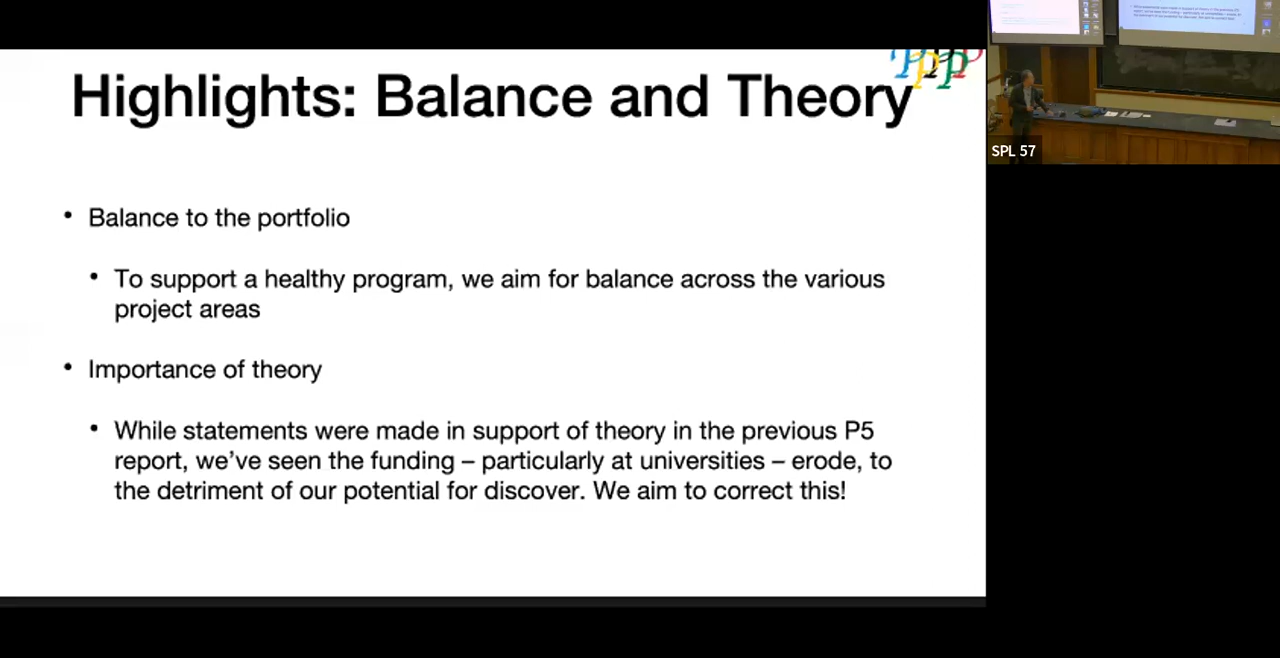 Highlights: Balance and Theory
PPPPP
• Balance to the portfolio
• To support a healthy program, we aim for balance across the various
project areas
• Importance of theory
• While statements were made in support of theory in the previous P5
report, we've seen the funding – particularly at universities – erode, to
the detriment of our potential for discover. We aim to correct this!
SPL 57